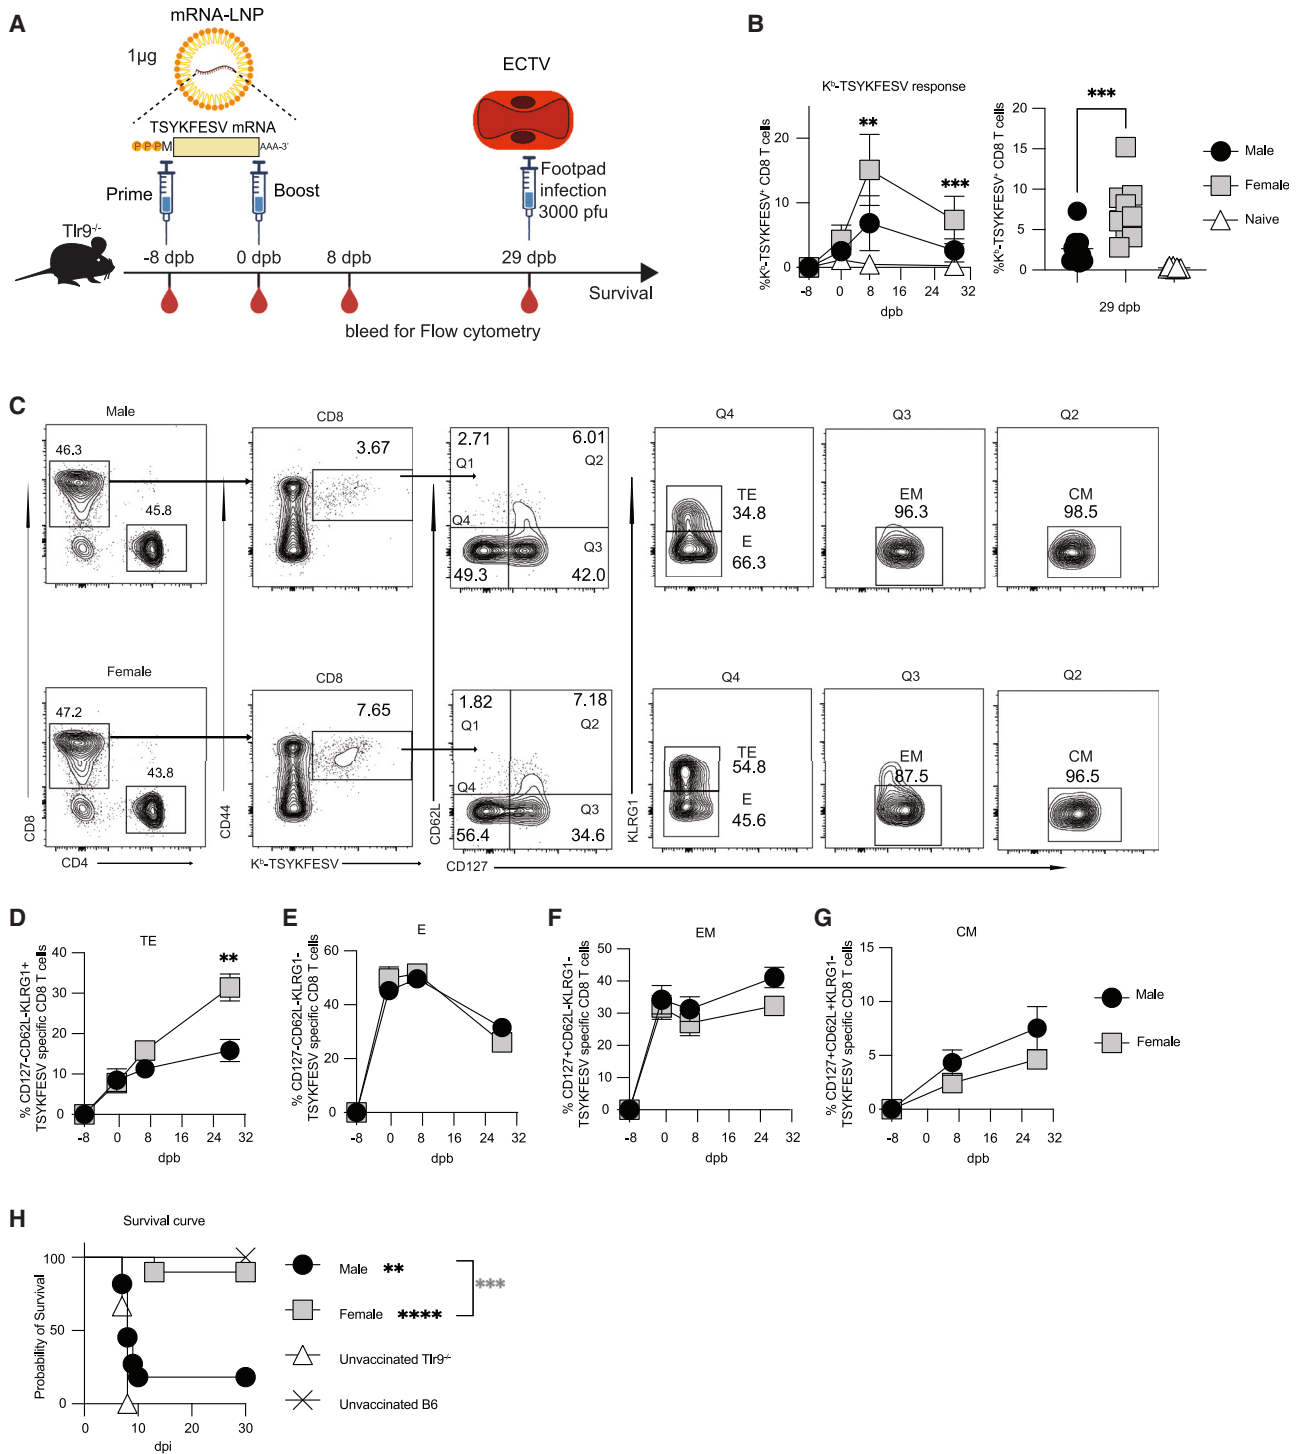 A
mRNA-LNP
1µg
TSYKFESV mRNA
P P P M
AAA-3'
Prime
Boost
ECTV
Footpad
infection
3000 pfu
Tlr9-/-
-8 dpb
0 dpb
8 dpb
29 dpb
Survival
bleed for Flow cytometry
B
Kᵇ-TSYKFESV response
%Kᵇ-TSYKFESV⁺ CD8 T cells
20
10
0
**
***
-8
0
8
16
24
32
dpb
%Kᵇ-TSYKFESV⁺ CD8 T cells
20
15
10
5
0
***
29 dpb
Male
Female
Naive
C
Male
46.3
45.8
CD8
3.67
2.71
6.01
Q1
Q2
Q4
Q3
49.3
42.0
Q4
TE
34.8
E
66.3
Q3
EM
96.3
Q2
CM
98.5
Female
47.2
43.8
CD8
7.65
1.82
7.18
Q1
Q2
Q4
Q3
56.4
34.6
Q4
TE
54.8
E
45.6
Q3
EM
87.5
Q2
CM
96.5
CD8
CD4
CD44
Kᵇ-TSYKFESV
CD62L
CD127
KLRG1
D
TE
% CD127-CD62L-KLRG1+
TSYKFESV specific CD8 T cells
40
30
20
10
0
**
-8
0
8
16
24
32
dpb
E
E
% CD127-CD62L-KLRG1-
TSYKFESV specific CD8 T cells
60
40
20
0
-8
0
8
16
24
32
dpb
F
EM
% CD127+CD62L-KLRG1-
TSYKFESV specific CD8 T cells
50
40
30
20
10
0
-8
0
8
16
24
32
dpb
G
CM
% CD127+CD62L+KLRG1-
TSYKFESV specific CD8 T cells
15
10
5
0
-8
0
8
16
24
32
dpb
Male
Female
H
Survival curve
Probability of Survival
100
50
0
0
10
20
30
dpi
Male **
Female ****
***
Unvaccinated Tlr9-/-
Unvaccinated B6